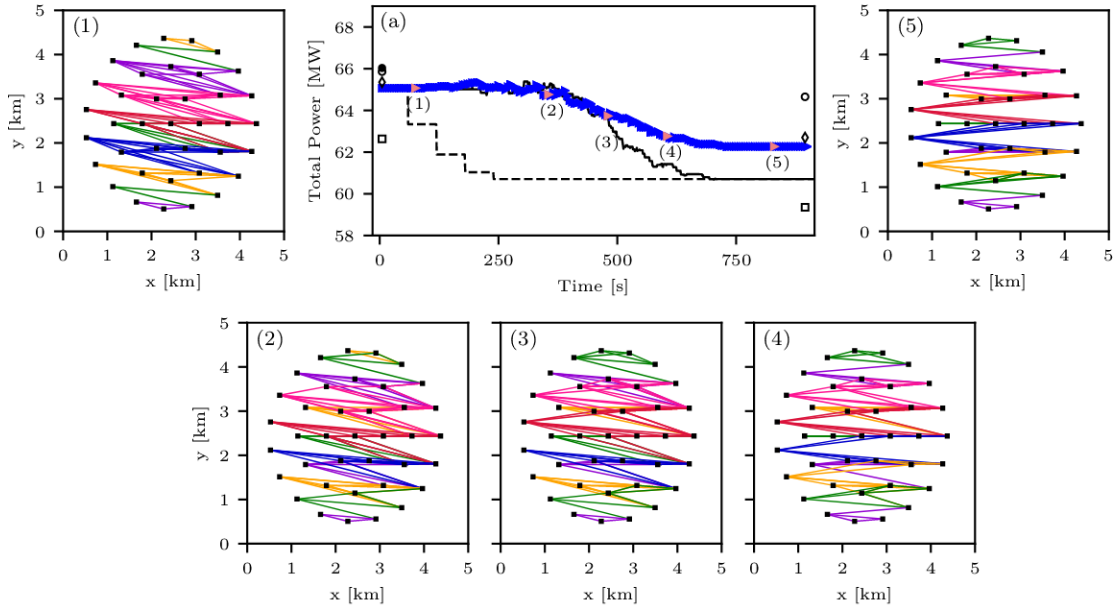 (1)
5
4
3
2
1
0
y [km]
0 1 2 3 4 5
x [km]
(a)
68
66
64
62
60
58
Total Power [MW]
1)
(2)
(3)
(4)
(5)
0 250 500 750
Time [s]
(5)
5
4
3
2
1
0
y [km]
0 1 2 3 4 5
x [km]
(2)
5
4
3
2
1
0
y [km]
0 1 2 3 4 5
x [km]
(3)
0 1 2 3 4 5
x [km]
(4)
0 1 2 3 4 5
x [km]